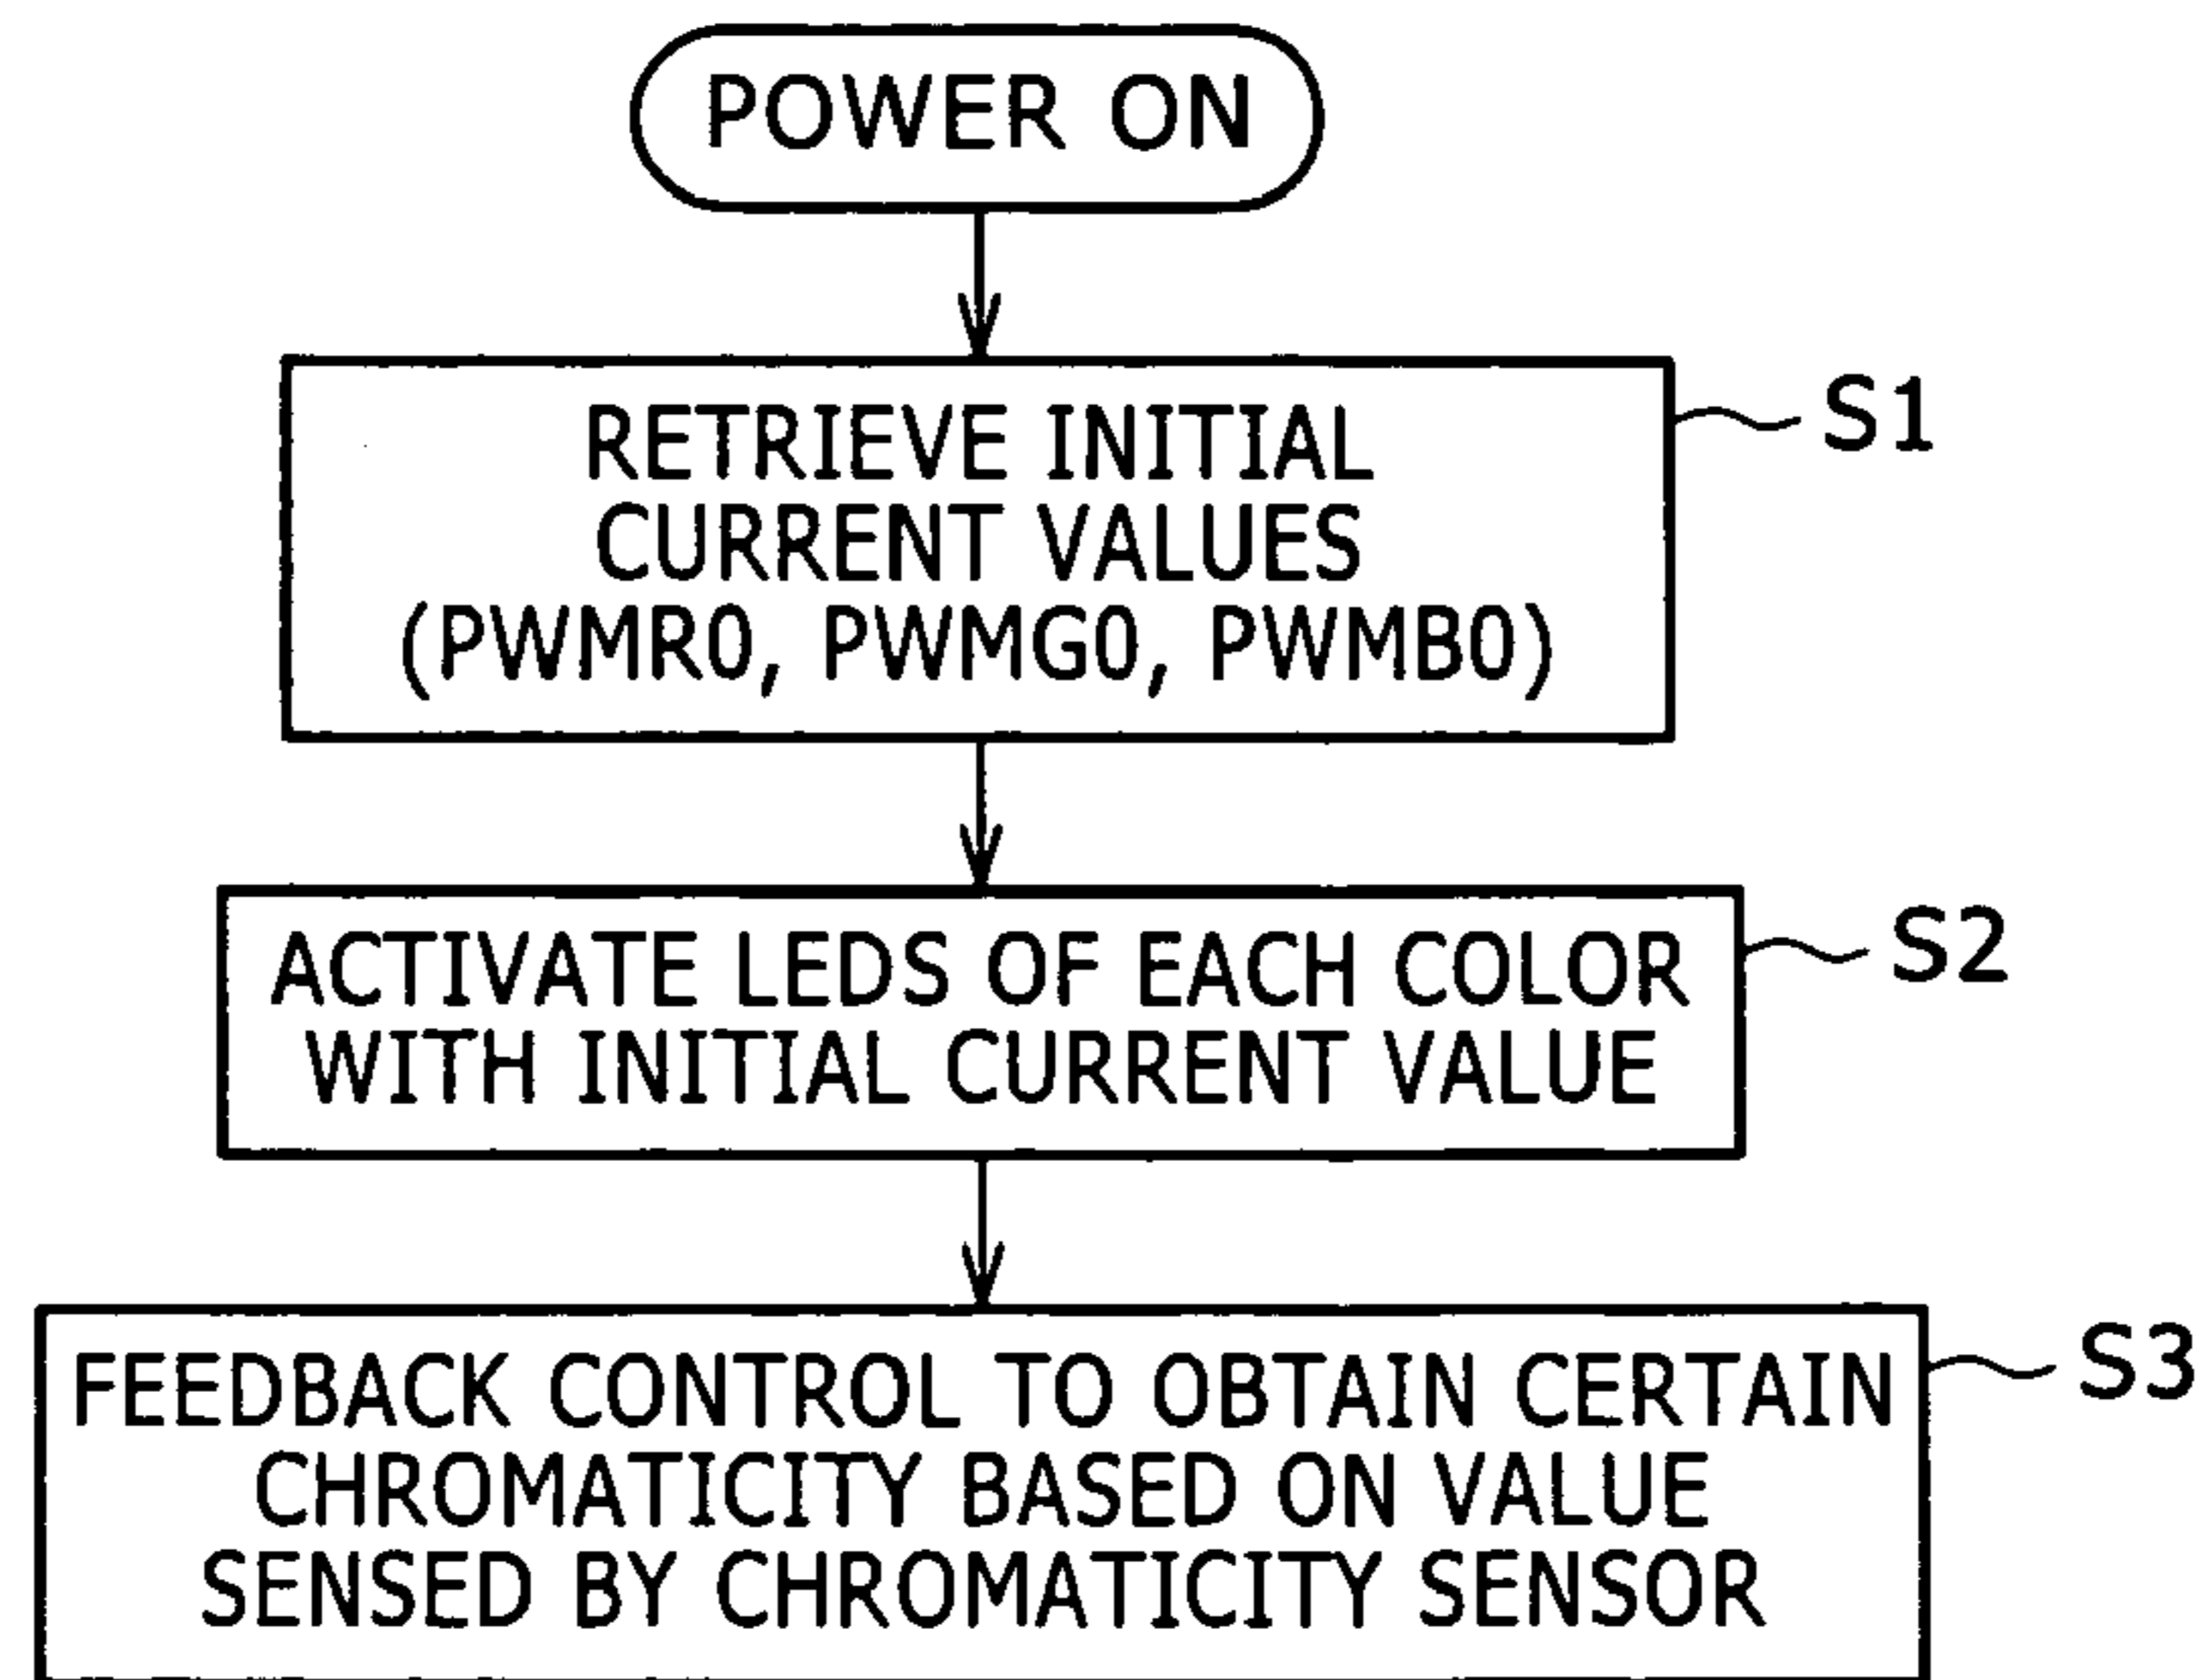 POWER ON
RETRIEVE INITIAL
CURRENT VALUES
(PWMR0, PWMG0, PWMB0)
S1
ACTIVATE LEDS OF EACH COLOR
WITH INITIAL CURRENT VALUE
S2
FEEDBACK CONTROL TO OBTAIN CERTAIN
CHROMATICITY BASED ON VALUE
SENSED BY CHROMATICITY SENSOR
S3